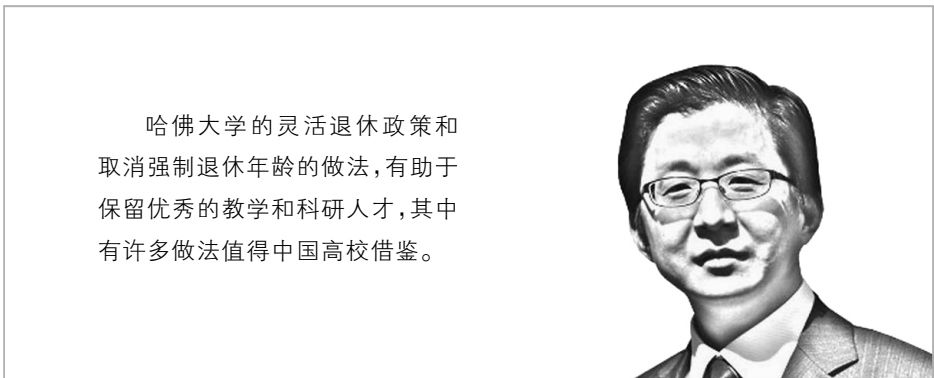 哈佛大学的灵活退休政策和
取消强制退休年龄的做法,有助于
保留优秀的教学和科研人才,其中
有许多做法值得中国高校借鉴。